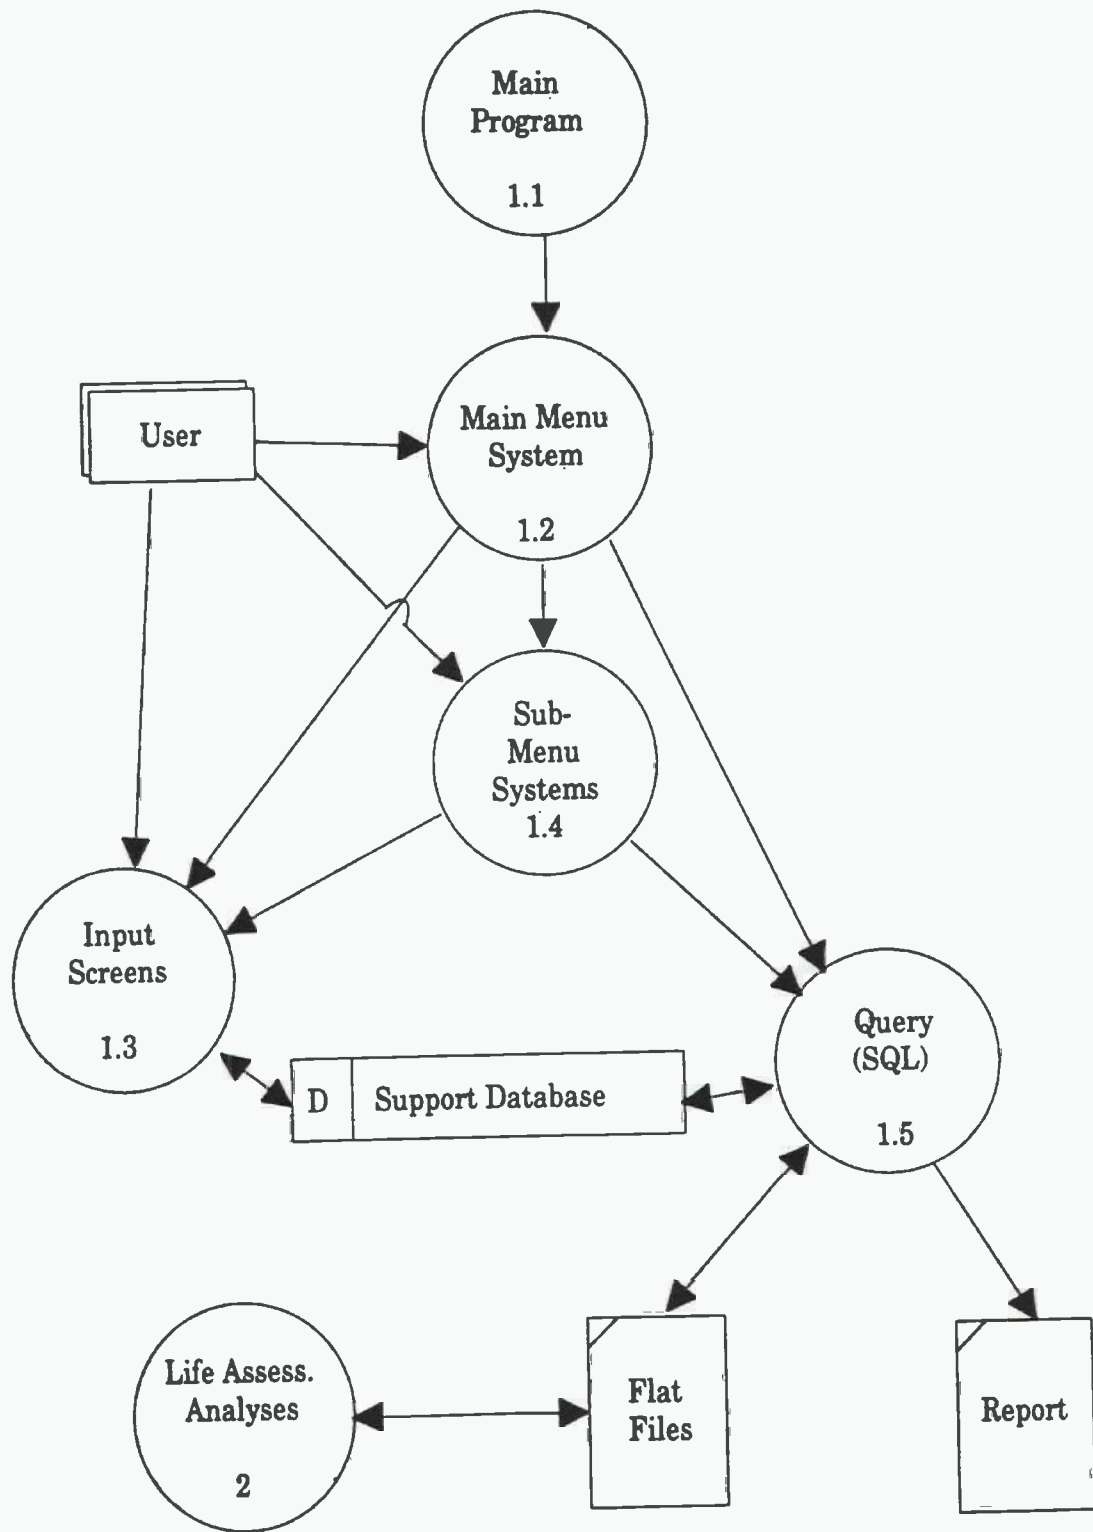 Main
Program
1.1
User
Main Menu
System
1.2
Sub-
Menu
Systems
1.4
Input
Screens
1.3
Query
(SQL)
1.5
D
Support Database
Life Assess.
Analyses
2
Flat
Files
Report